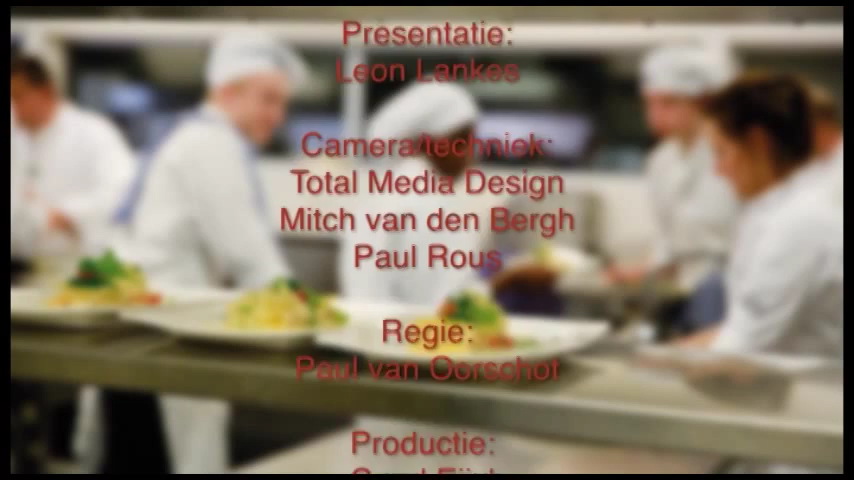 Presentatie:
Leon Lankes
Camera/techniek:
Total Media Design
Mitch van den Bergh
Paul Rous
Regie:
Paul van Oorschot
Productie: